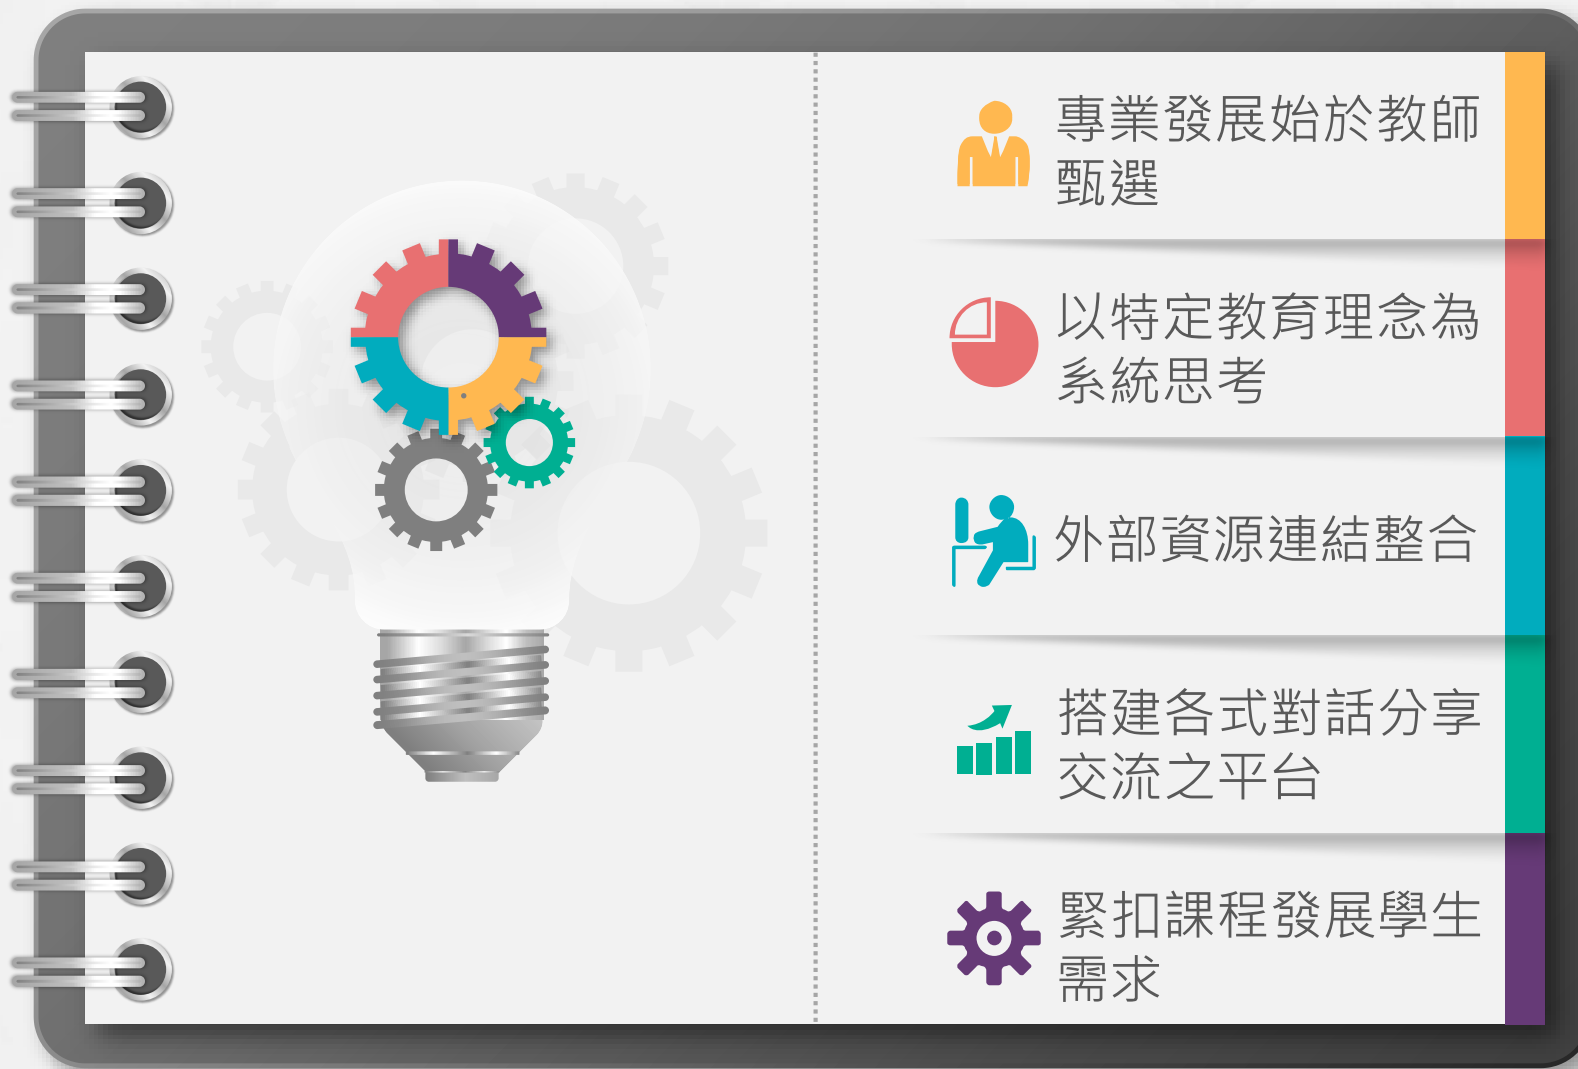 專業發展始於教師
甄選
以特定教育理念為
系統思考
外部資源連結整合
搭建各式對話分享
交流之平台
緊扣課程發展學生
需求